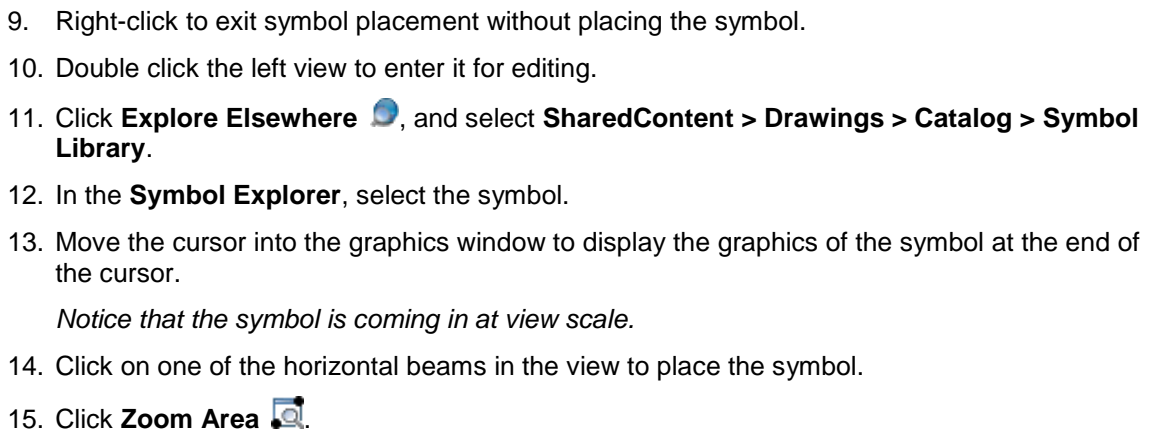 9. Right-click to exit symbol placement without placing the symbol.
10. Double click the left view to enter it for editing.
11. Click Explore Elsewhere , and select SharedContent > Drawings > Catalog > Symbol
Library.
12. In the Symbol Explorer, select the symbol.
13. Move the cursor into the graphics window to display the graphics of the symbol at the end of
the cursor.
Notice that the symbol is coming in at view scale.
14. Click on one of the horizontal beams in the view to place the symbol.
15. Click Zoom Area .